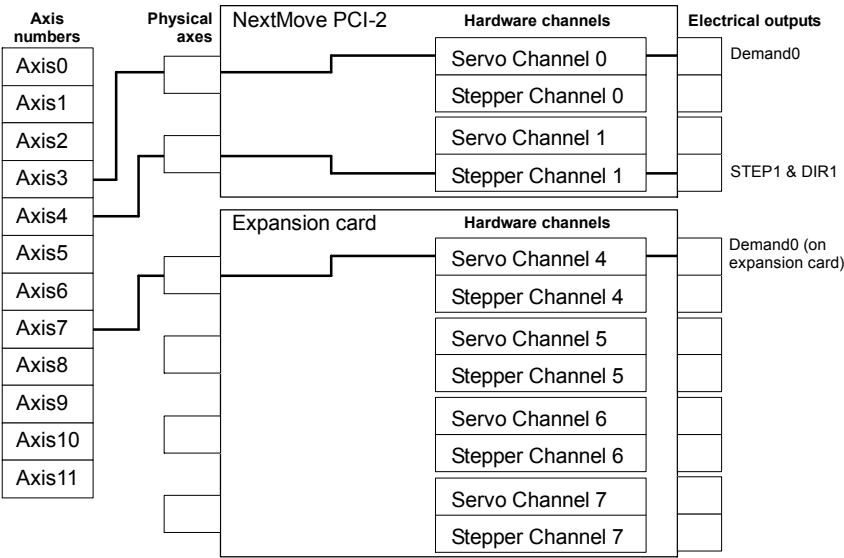 Axis
numbers
Physical
axes
NextMove PCI-2
Hardware channels
Electrical outputs
Axis0
Axis1
Axis2
Axis3
Axis4
Axis5
Axis6
Axis7
Axis8
Axis9
Axis10
Axis11
Servo Channel 0
Demand0
Stepper Channel 0
Servo Channel 1
Stepper Channel 1
STEP1 & DIR1
Expansion card
Hardware channels
Servo Channel 4
Demand0 (on
expansion card)
Stepper Channel 4
Servo Channel 5
Stepper Channel 5
Servo Channel 6
Stepper Channel 6
Servo Channel 7
Stepper Channel 7